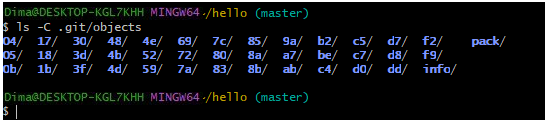 Dima@DESKTOP-KGL7KHH MINGW64 ~/hello (master)
$ ls -C .git/objects
04/ 17/ 30/ 48/ 4e/ 69/ 7c/ 85/ 9a/ b2/ c5/ d7/ f2/ pack/
05/ 18/ 3d/ 4b/ 52/ 72/ 80/ 8a/ a7/ be/ c7/ d8/ f9/
0b/ 1b/ 3f/ 4d/ 59/ 7a/ 83/ 8b/ ab/ c4/ d0/ dd/ info/
Dima@DESKTOP-KGL7KHH MINGW64 ~/hello (master)
$